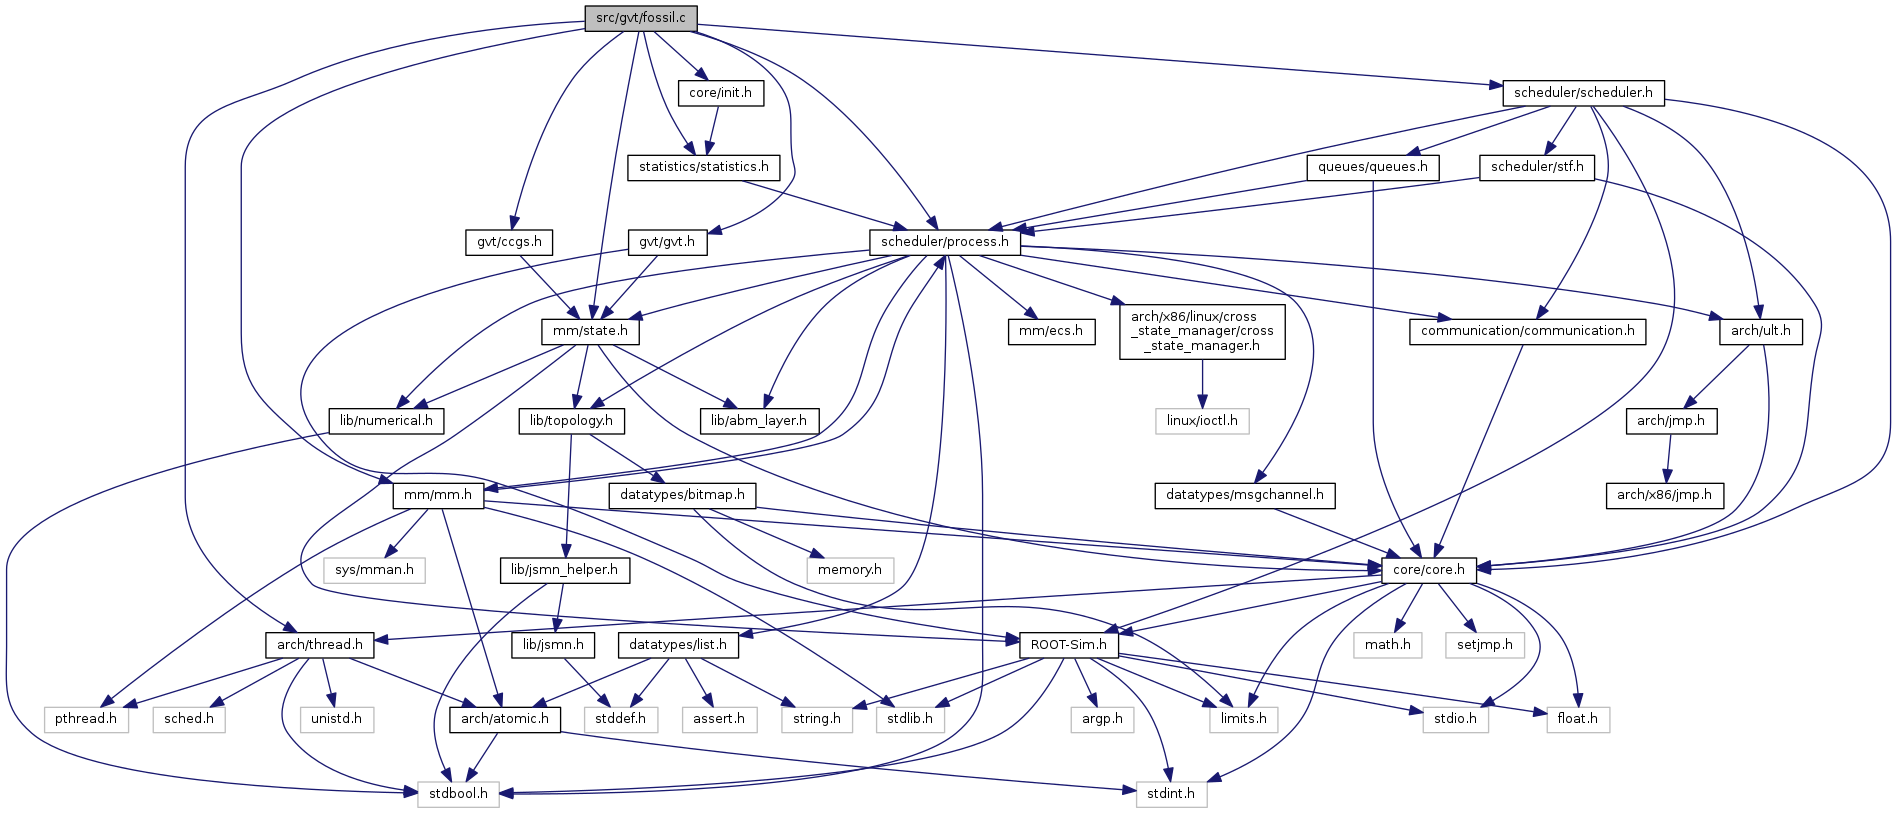 src/gvt/fossil.c
core/init.h
scheduler/scheduler.h
statistics/statistics.h
queues/queues.h
scheduler/stf.h
gvt/ccgs.h
gvt/gvt.h
scheduler/process.h
mm/state.h
mm/ecs.h
arch/x86/linux/cross
_state_manager/cross
_state_manager.h
communication/communication.h
arch/ult.h
lib/numerical.h
lib/topology.h
lib/abm_layer.h
linux/ioctl.h
arch/jmp.h
mm/mm.h
datatypes/bitmap.h
datatypes/msgchannel.h
arch/x86/jmp.h
sys/mman.h
lib/jsmn_helper.h
memory.h
core/core.h
arch/thread.h
lib/jsmn.h
datatypes/list.h
ROOT-Sim.h
math.h
setjmp.h
pthread.h
sched.h
unistd.h
arch/atomic.h
stddef.h
assert.h
string.h
stdlib.h
argp.h
limits.h
stdio.h
float.h
stdbool.h
stdint.h